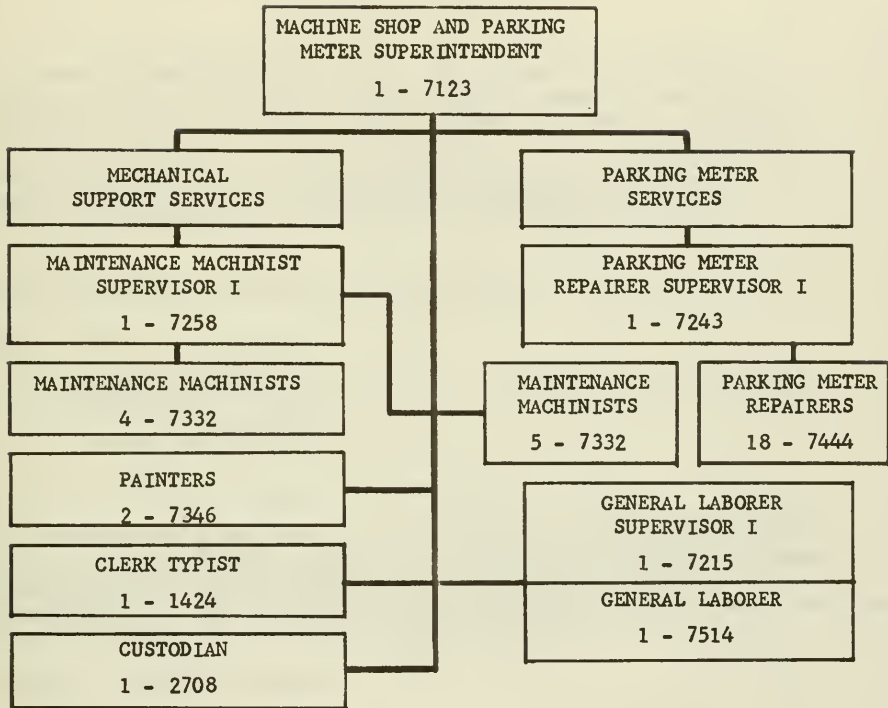 MACHINE SHOP AND PARKING
METER SUPERINTENDENT
1 - 7123
MECHANICAL
SUPPORT SERVICES
PARKING METER
SERVICES
MAINTENANCE MACHINIST
SUPERVISOR I
1 - 7258
PARKING METER
REPAIRER SUPERVISOR I
1 - 7243
MAINTENANCE MACHINISTS
4 - 7332
MAINTENANCE
MACHINISTS
5 - 7332
PARKING METER
REPAIRERS
18 - 7444
PAINTERS
2 - 7346
GENERAL LABORER
SUPERVISOR I
1 - 7215
CLERK TYPIST
1 - 1424
GENERAL LABORER
1 - 7514
CUSTODIAN
1 - 2708